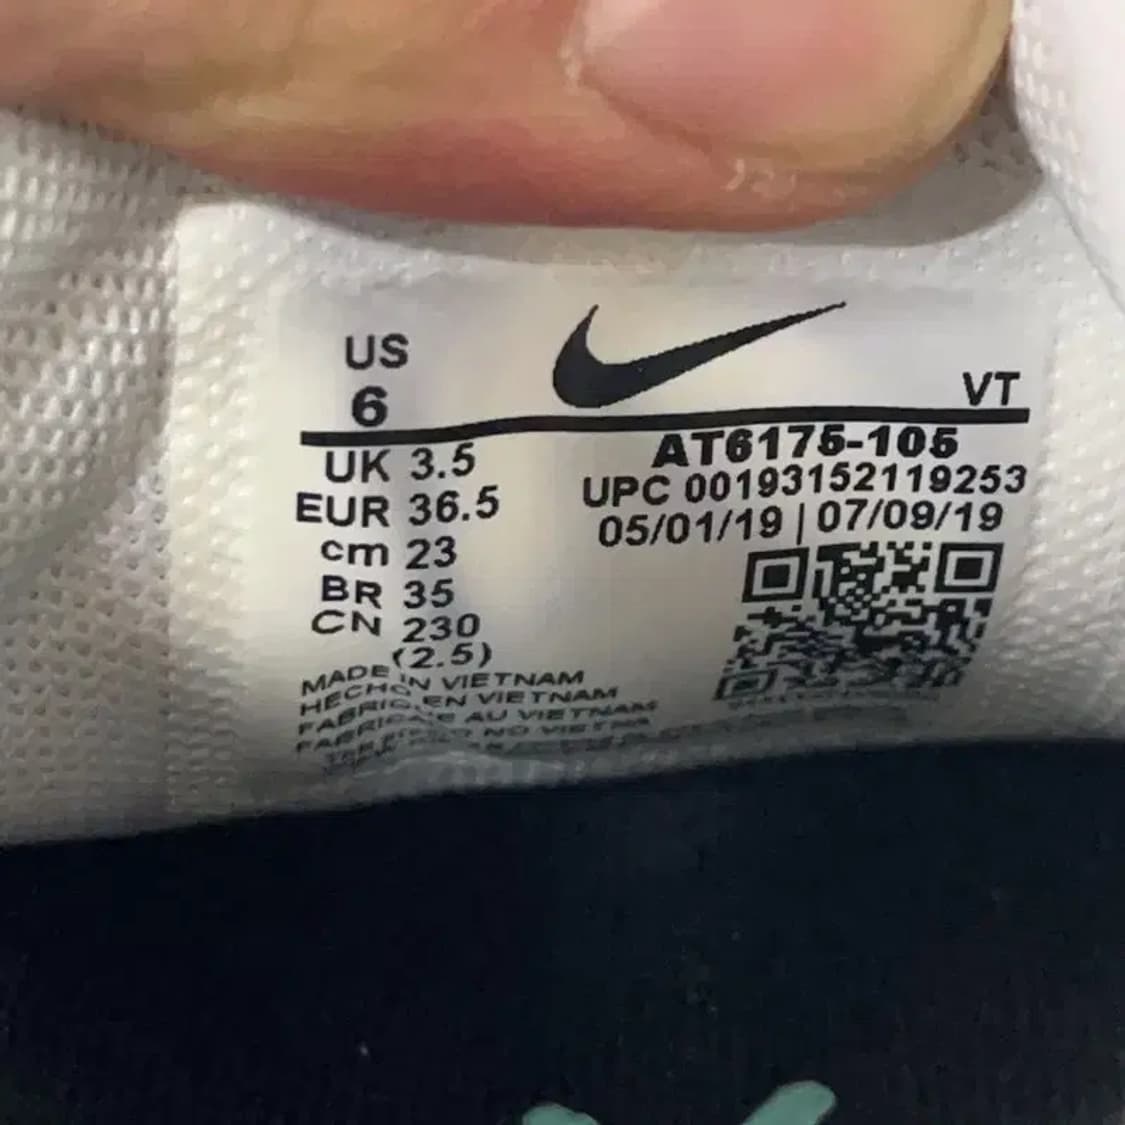 US
6
VT
UK 3.5
EUR 36.5
cm 23
BR 35
CN 230
(2.5)
AT6175-105
UPC 00193152119253
05/01/19 | 07/09/19
MADE IN VIETNAM
HECHO EN VIETNAM
FABRIQUE AU VIETNAM